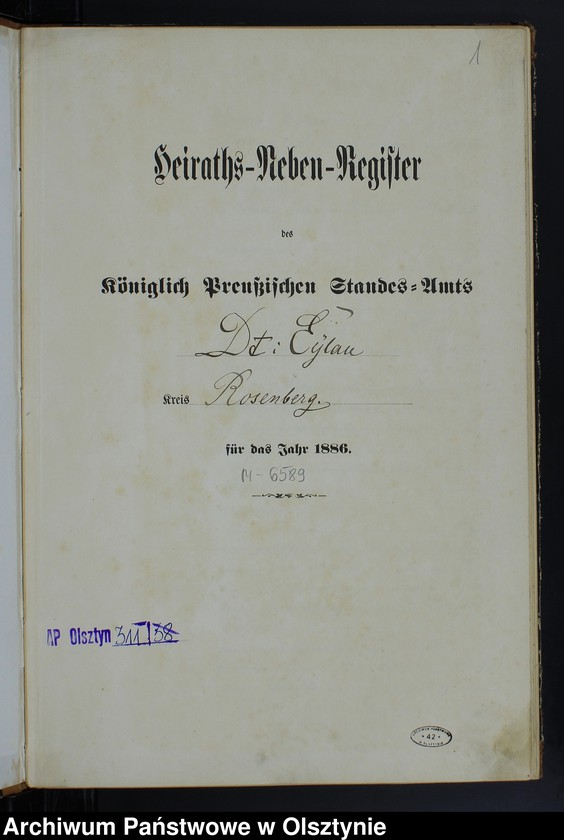 1
Heiraths-Neben-Register
des
Königlich Preußischen Standes-Amts
Dt: Eylau
Kreis Rosenberg.
für das Jahr 1886.
M-6589
AP Olsztyn 311/38
42
Archiwum Państwowe w Olsztynie